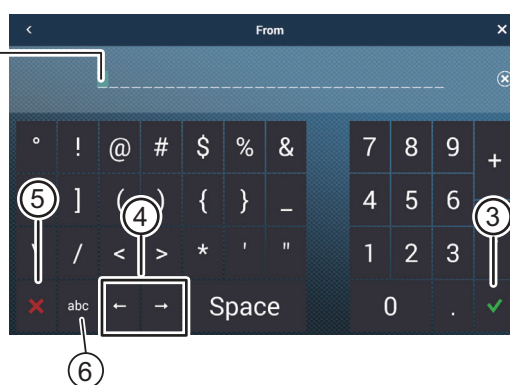 From
° ! @ # $ % & 7 8 9 +
5 ] ( 4 ) { } _ 4 5 6 3
/ < > * ' " 1 2 3
abc ← → Space 0 .
6